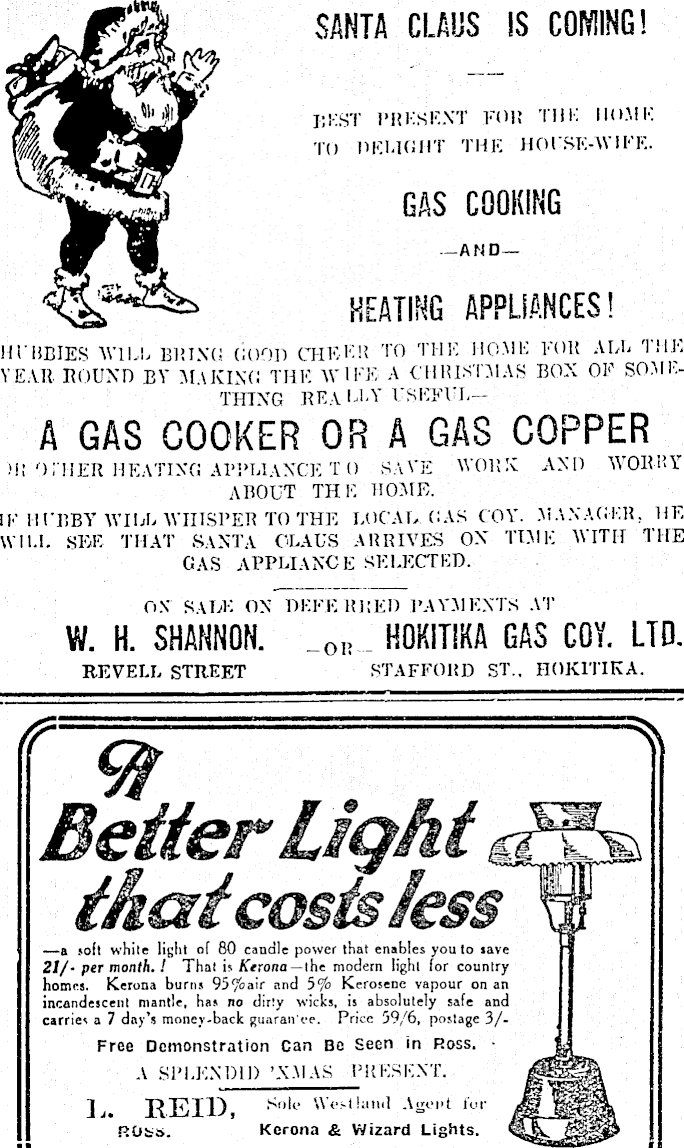 SANTA CLAUS IS COMING!
BEST PRESENT FOR THE HOME
TO DELIGHT THE HOUSE-WIFE.
GAS COOKING
—AND—
HEATING APPLIANCES!
HUBBIES WILL BRING GOOD CHEER TO THE HOME FOR ALL THE
YEAR ROUND BY MAKING THE WIFE A CHRISTMAS BOX OF SOME-
THING REALLY USEFUL—
A GAS COOKER OR A GAS COPPER
OR OTHER HEATING APPLIANCE TO SAVE WORK AND WORRY
ABOUT THE HOME.
IF HUBBY WILL WHISPER TO THE LOCAL GAS COY. MANAGER, HE
WILL SEE THAT SANTA CLAUS ARRIVES ON TIME WITH THE
GAS APPLIANCE SELECTED.
ON SALE ON DEFERRED PAYMENTS AT
W. H. SHANNON. —OR— HOKITIKA GAS COY. LTD.
REVELL STREET STAFFORD ST., HOKITIKA.
A
Better Light
that costs less
—a soft white light of 80 candle power that enables you to save
21/- per month.! That is Kerona—the modern light for country
homes. Kerona burns 95% air and 5% Kerosene vapour on an
incandescent mantle, has no dirty wicks, is absolutely safe and
carries a 7 day's money-back guarantee. Price 59/6, postage 3/-
Free Demonstration Can Be Seen in Ross.
A SPLENDID 'XMAS PRESENT.
L. REID, Sole Westland Agent for
ROSS. Kerona & Wizard Lights.